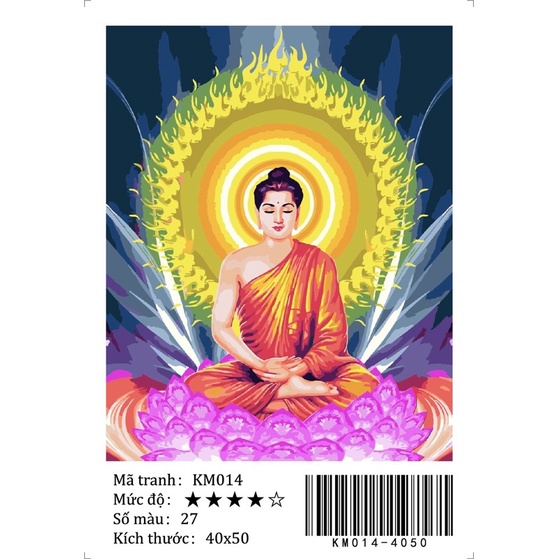 Mã tranh: KM014
Mức độ: ★★★★☆
Số màu: 27
Kích thước: 40x50
KM014-4050